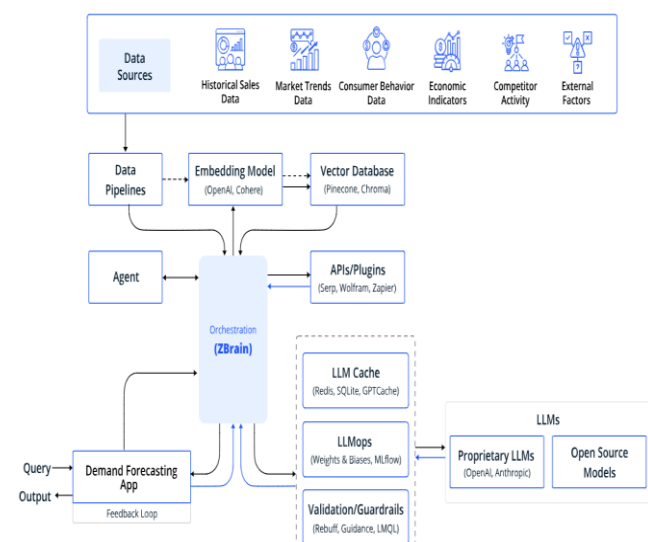 Data
Sources
Historical Sales
Data
Market Trends
Data
Consumer Behavior
Data
Economic
Indicators
Competitor
Activity
External
Factors
Data
Pipelines
Embedding Model
(OpenAI, Cohere)
Vector Database
(Pinecone, Chroma)
Agent
Orchestration
(ZBrain)
APIs/Plugins
(Serp, Wolfram, Zapier)
LLM Cache
(Redis, SQLite, GPTCache)
LLMops
(Weights & Biases, MLflow)
Validation/Guardrails
(Rebuff, Guidance, LMQL)
LLMs
Proprietary LLMs
(OpenAI, Anthropic)
Open Source
Models
Query
Output
Demand Forecasting
App
Feedback Loop